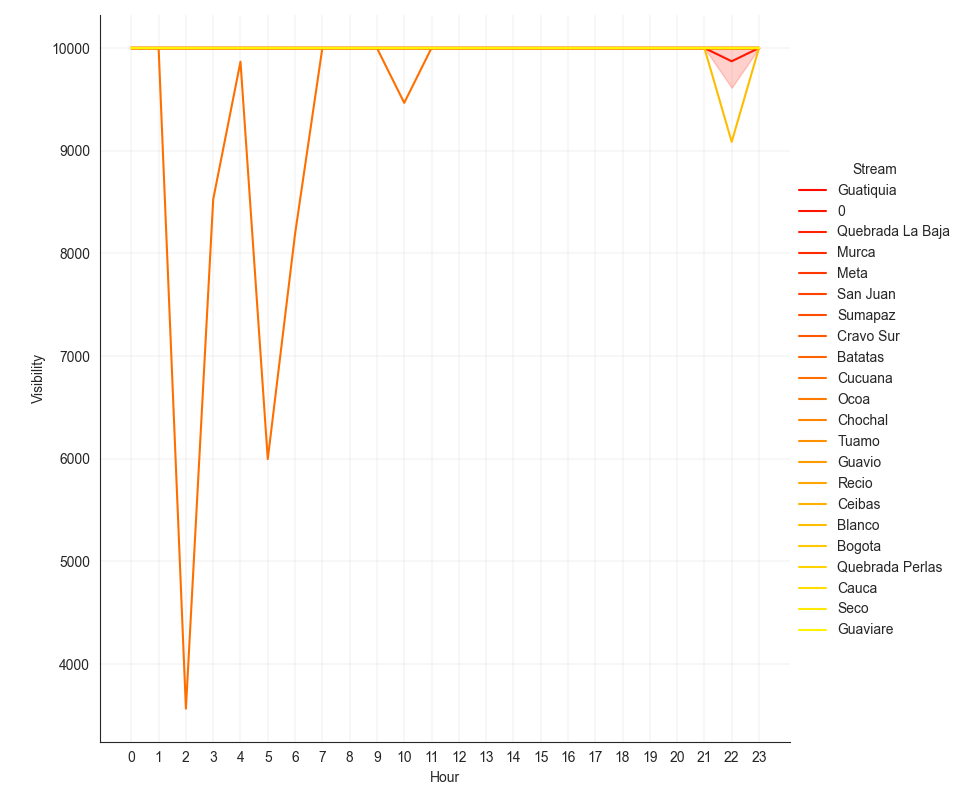 10000
9000
8000
7000
6000
5000
4000
Visibility
0 1 2 3 4 5 6 7 8 9 10 11 12 13 14 15 16 17 18 19 20 21 22 23
Hour
Stream
Guatiquia
0
Quebrada La Baja
Murca
Meta
San Juan
Sumapaz
Cravo Sur
Batatas
Cucuana
Ocoa
Chochal
Tuamo
Guavio
Recio
Ceibas
Blanco
Bogota
Quebrada Perlas
Cauca
Seco
Guaviare